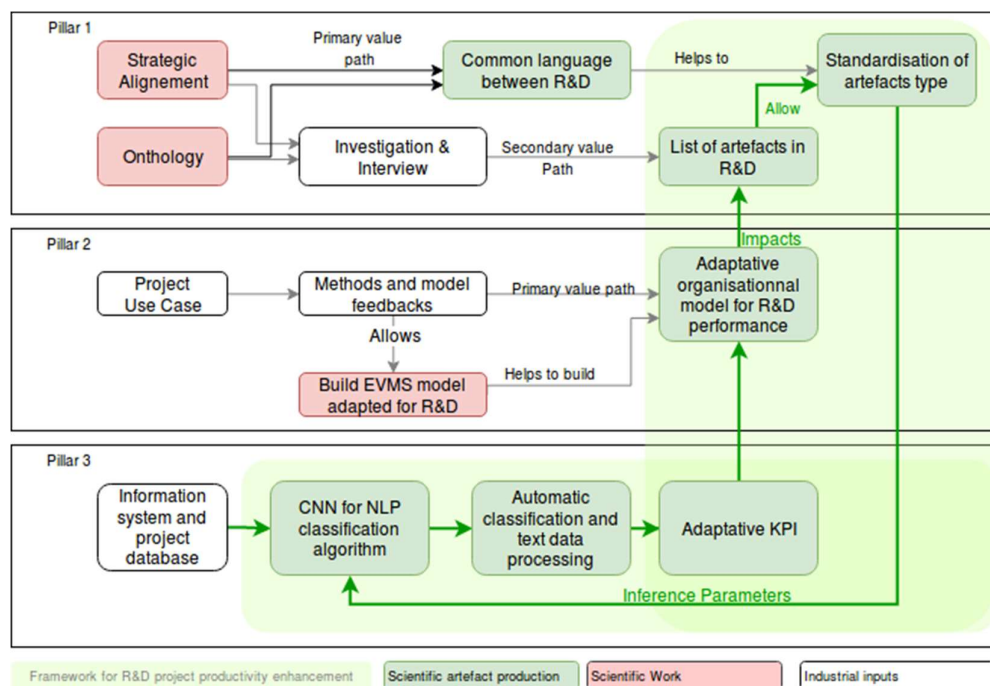 Pillar 1
Strategic
Alignement
Primary value
path
Common language
between R&D
Helps to
Standardisation of
artefacts type
Allow
Onthology
Investigation &
Interview
Secondary value
Path
List of artefacts in
R&D
Pillar 2
Impacts
Project
Use Case
Methods and model
feedbacks
Primary value path
Adaptative
organisationnal
model for R&D
performance
Allows
Build EVMS model
adapted for R&D
Helps to build
Pillar 3
Information
system and
project
database
CNN for NLP
classification
algorithm
Automatic
classification and
text data
processing
Adaptative KPI
Inference Parameters
Framework for R&D project productivity enhancement
Scientific artefact production
Scientific Work
Industrial inputs